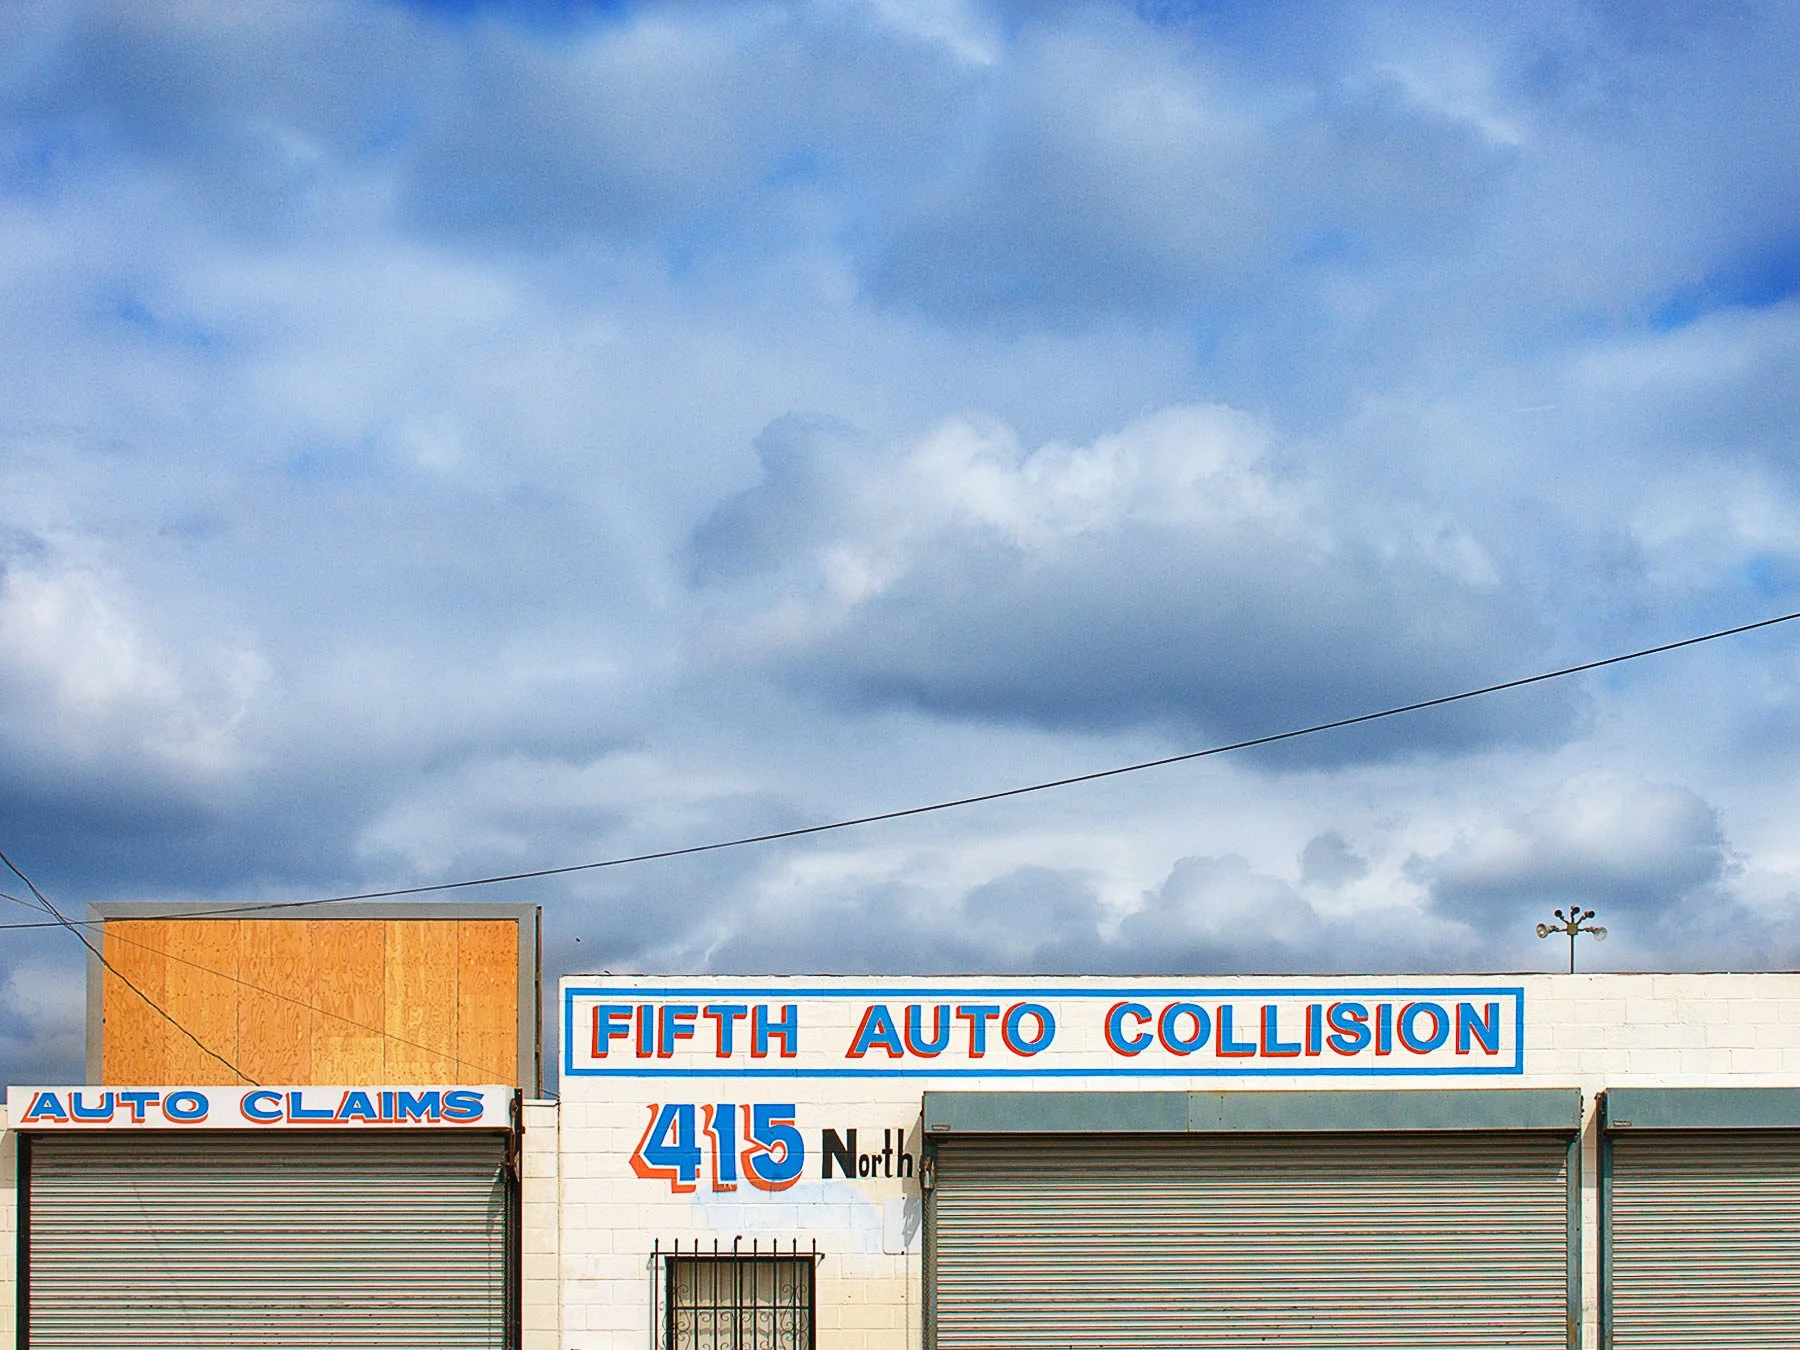 FIFTH AUTO COLLISION
AUTO CLAIMS
415 North